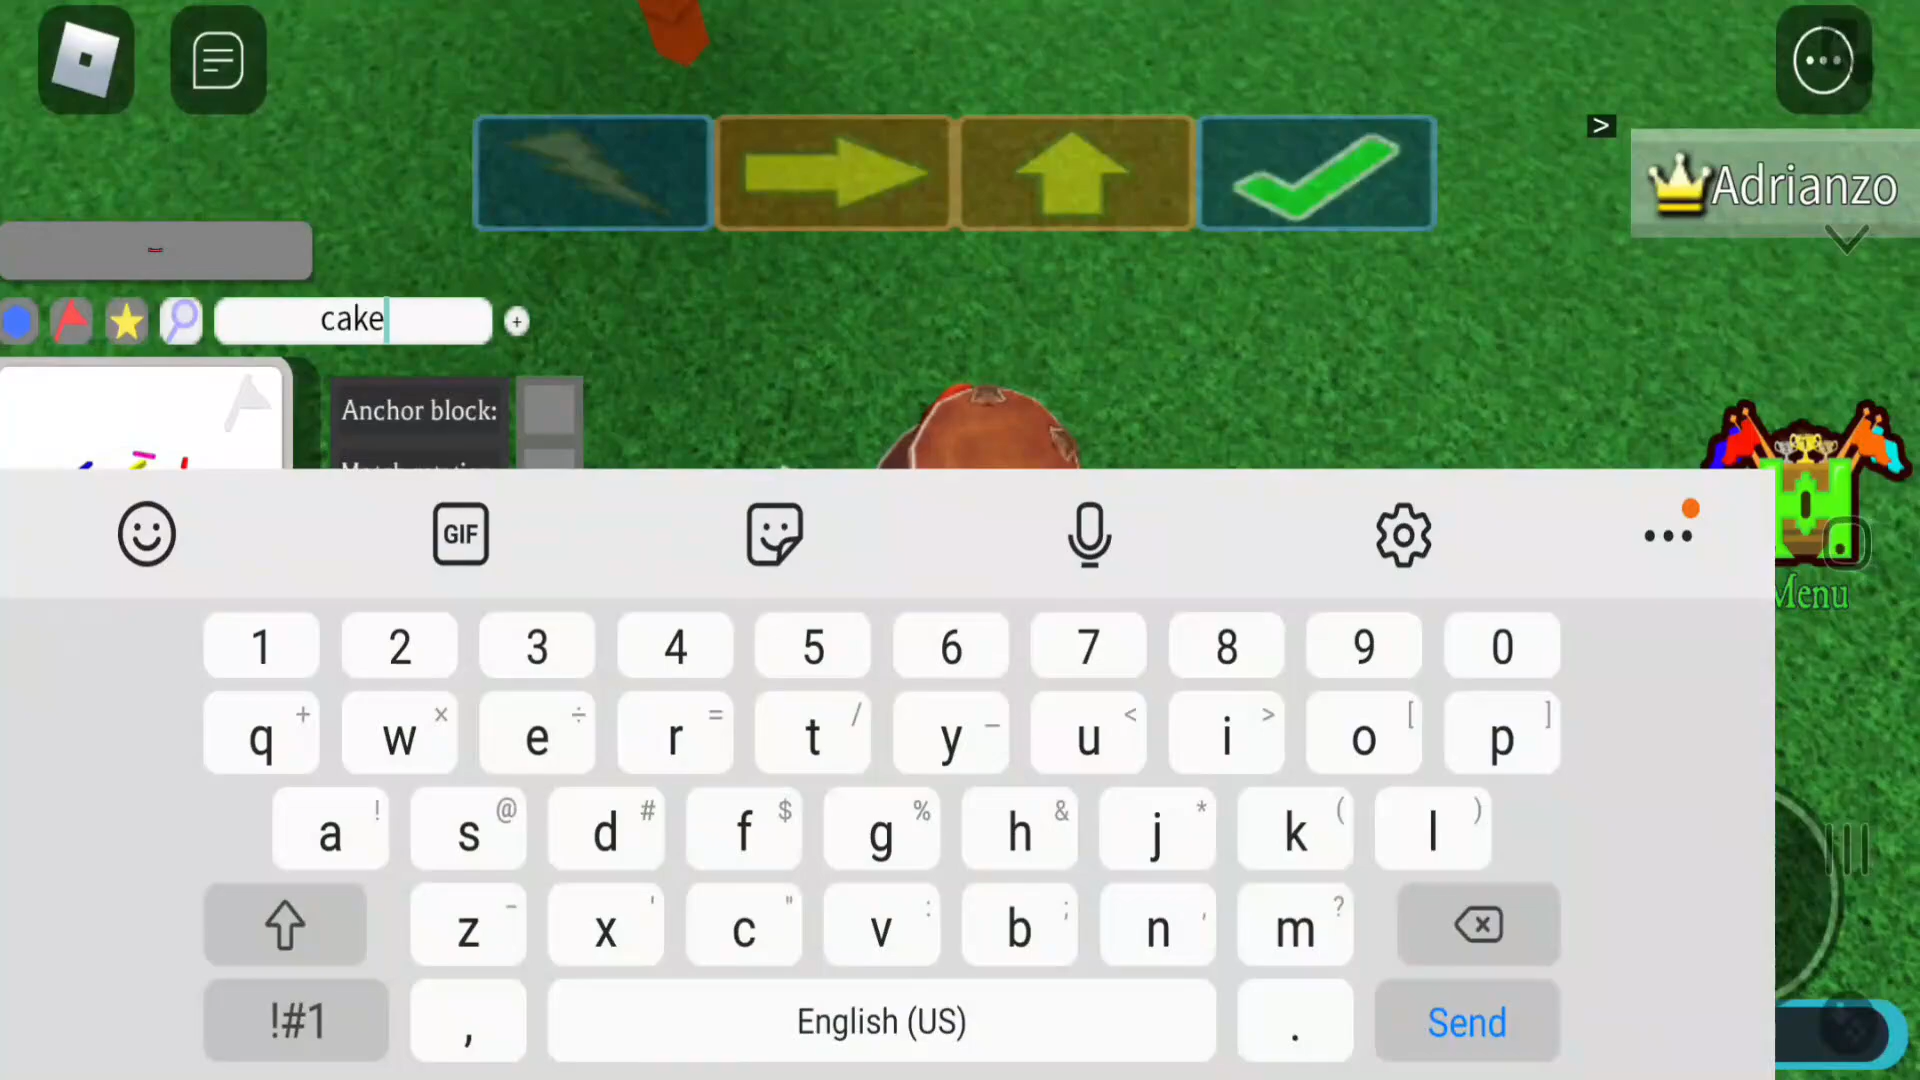 >
Adrianzo
cake
+
Anchor block:
GIF
Menu
1 2 3 4 5 6 7 8 9 0
q + w × e ÷ r = t / y _ u < i > o [ p ]
a ! s @ d # f $ g % h & j * k ( l )
z - x ' c " v : b ; n , m ?
!#1 , English (US) . Send